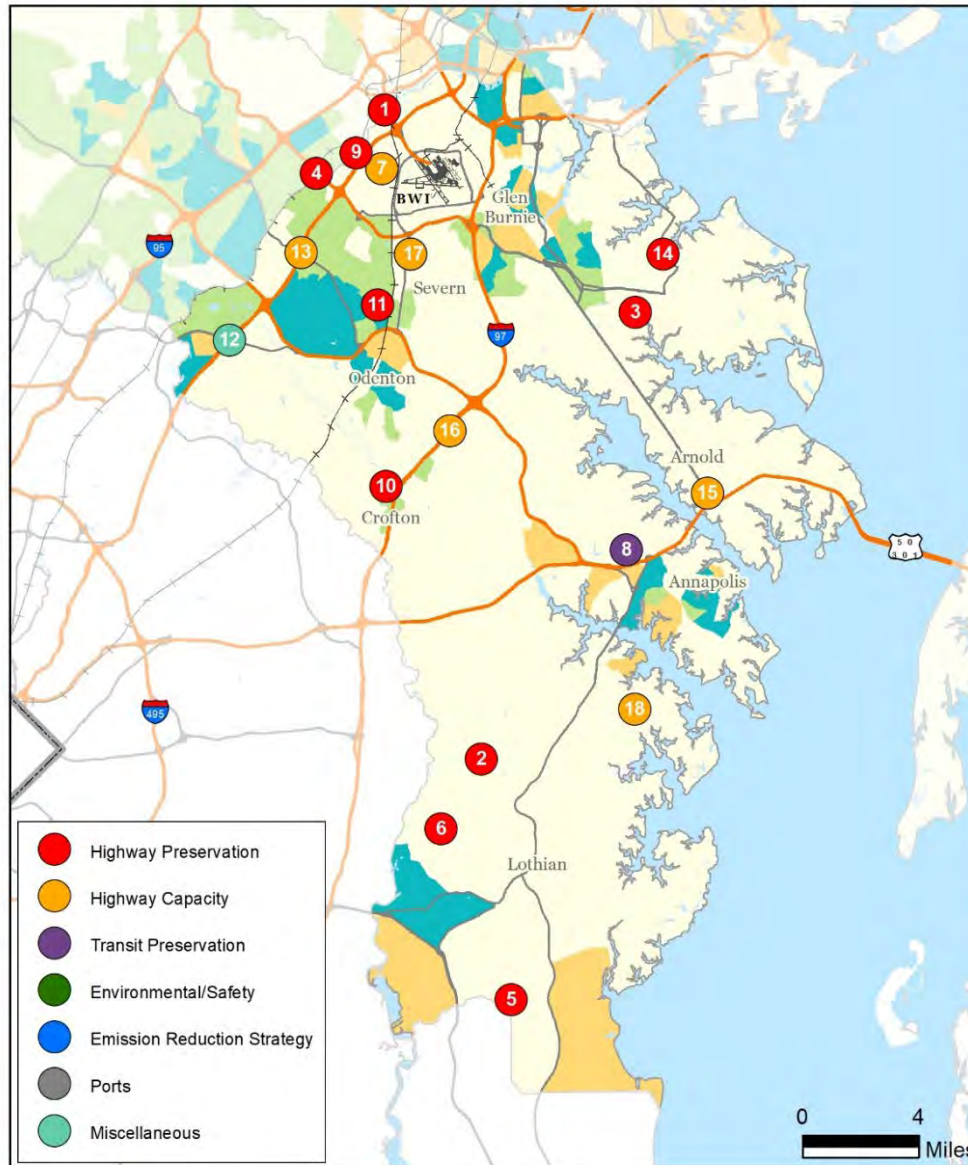 1
9
7
4
BWI
Glen
Burnie
95
13
17
14
11
Severn
3
12
97
Odenton
16
Arnold
10
15
Crofton
50
301
8
Annapolis
495
18
2
6
Lothian
5
Highway Preservation
Highway Capacity
Transit Preservation
Environmental/Safety
Emission Reduction Strategy
Ports
Miscellaneous
0 4
Miles